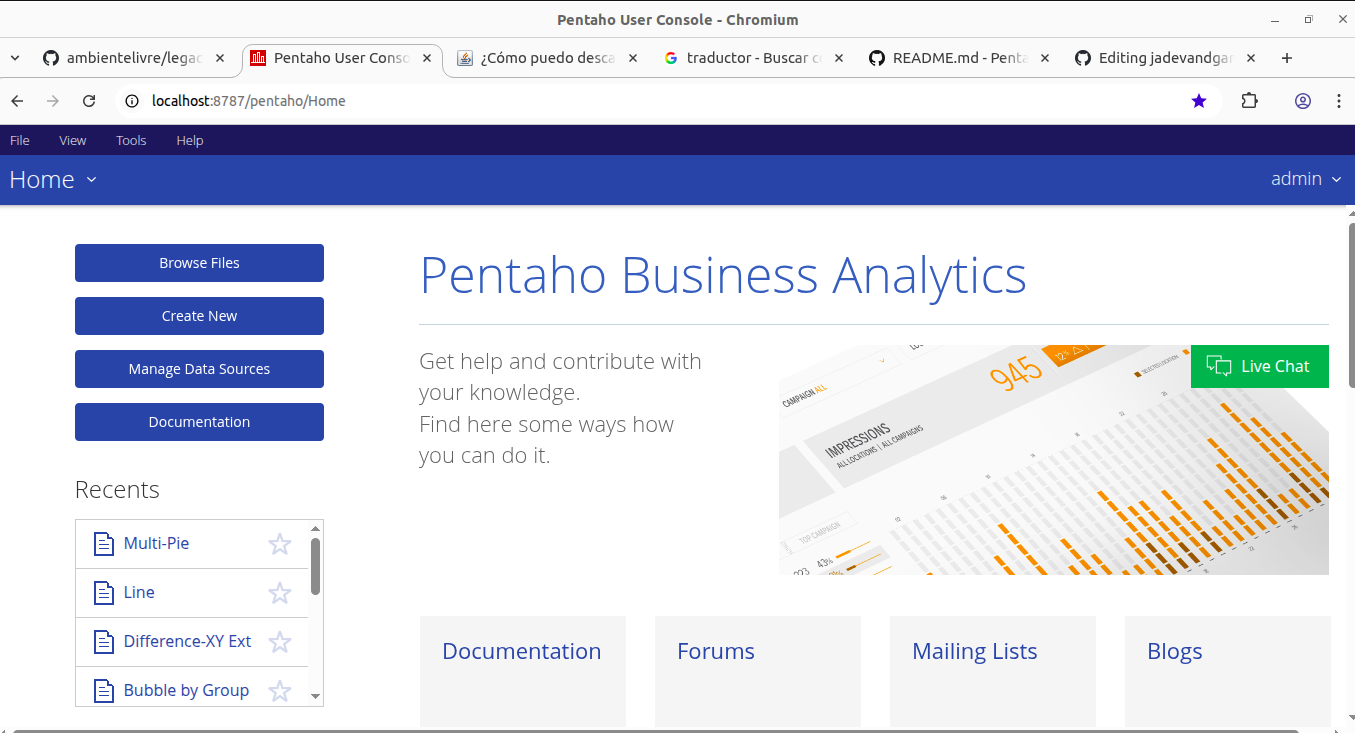 Pentaho User Console - Chromium
ambientelivre/legac
Pentaho User Conso
¿Cómo puedo desca
traductor - Buscar c
README.md - Penta
Editing jadevandgar
localhost:8787/pentaho/Home
File View Tools Help
Home
admin
Browse Files
Create New
Manage Data Sources
Documentation
Recents
Multi-Pie
Line
Difference-XY Ext
Bubble by Group
Pentaho Business Analytics
Get help and contribute with
your knowledge.
Find here some ways how
you can do it.
CAMPAIGN ALL
945
12%
SELECTED LOCATION
IMPRESSIONS
ALL LOCATIONS | ALL CAMPAIGNS
TOP CAMPAIGN
43%
Live Chat
Documentation
Forums
Mailing Lists
Blogs